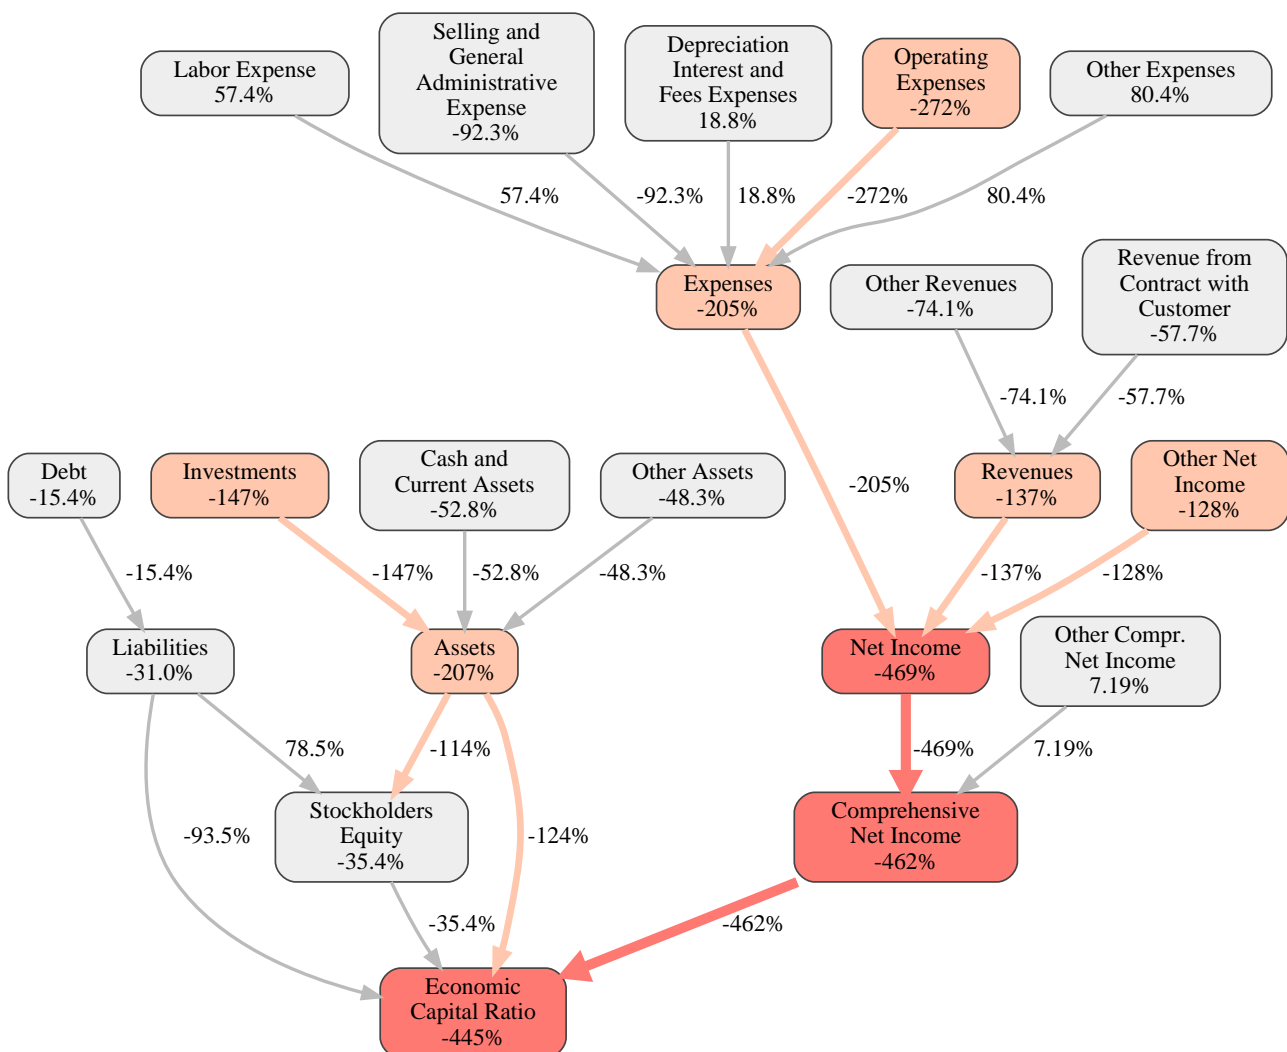 Labor Expense
57.4%
Selling and
General
Administrative
Expense
-92.3%
Depreciation
Interest and
Fees Expenses
18.8%
Operating
Expenses
-272%
Other Expenses
80.4%
57.4%
-92.3%
18.8%
-272%
80.4%
Expenses
-205%
Other Revenues
-74.1%
Revenue from
Contract with
Customer
-57.7%
-74.1%
-57.7%
Debt
-15.4%
Investments
-147%
Cash and
Current Assets
-52.8%
Other Assets
-48.3%
-205%
Revenues
-137%
Other Net
Income
-128%
-15.4%
-147%
-52.8%
-48.3%
-137%
-128%
Liabilities
-31.0%
Assets
-207%
Net Income
-469%
Other Compr.
Net Income
7.19%
78.5%
-114%
-469%
7.19%
-93.5%
Stockholders
Equity
-35.4%
-124%
Comprehensive
Net Income
-462%
-35.4%
-462%
Economic
Capital Ratio
-445%